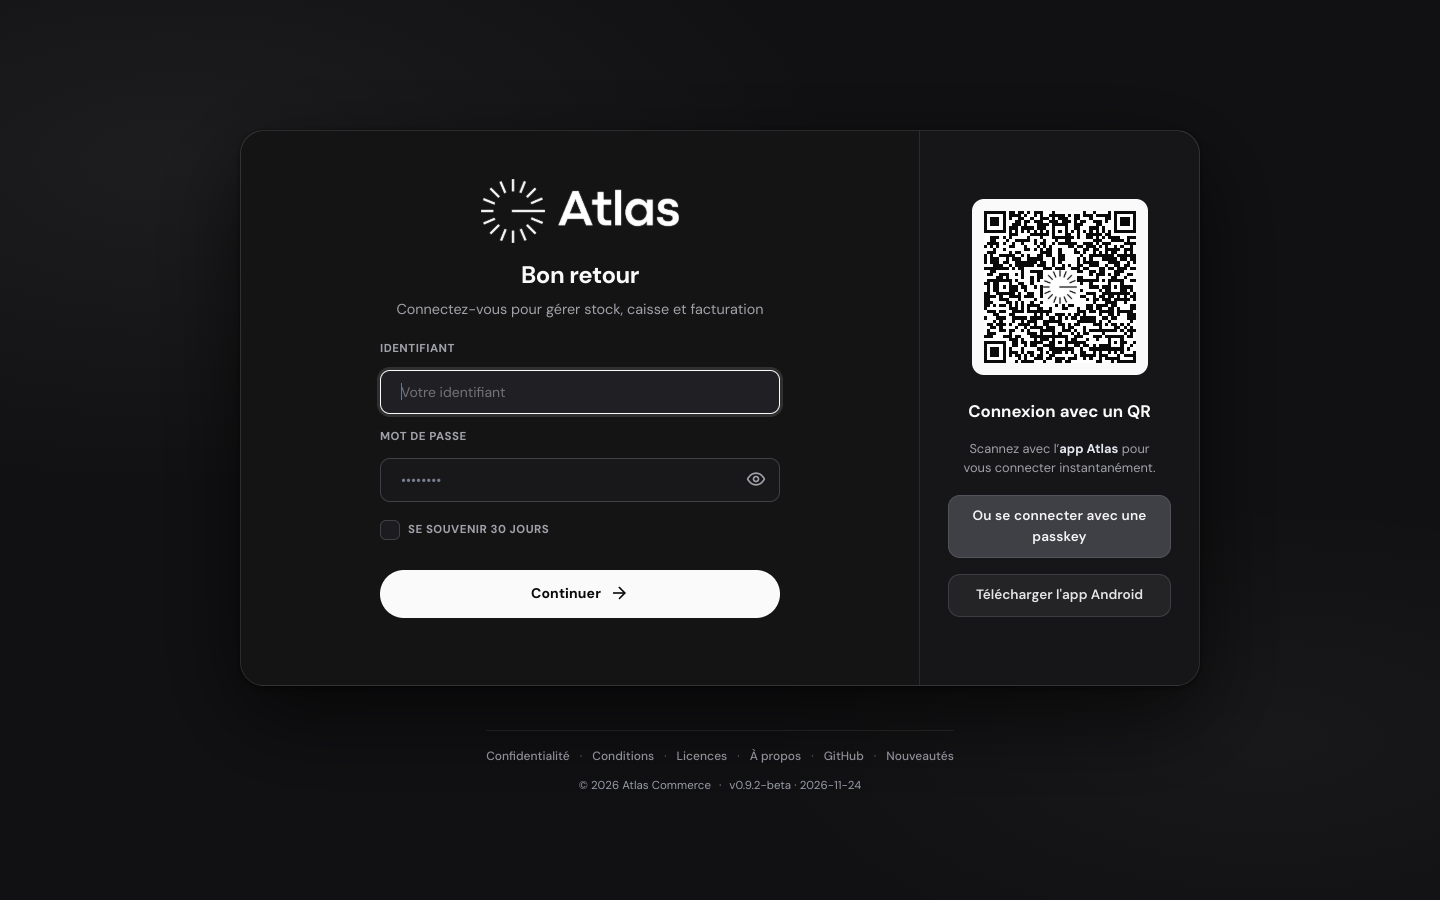 Atlas
Bon retour
Connectez-vous pour gérer stock, caisse et facturation
IDENTIFIANT
Votre identifiant
MOT DE PASSE
••••••••
SE SOUVENIR 30 JOURS
Continuer →
Connexion avec un QR
Scannez avec l'app Atlas pour
vous connecter instantanément.
Ou se connecter avec une
passkey
Télécharger l'app Android
Confidentialité · Conditions · Licences · À propos · GitHub · Nouveautés
© 2026 Atlas Commerce · v0.9.2-beta · 2026-11-24